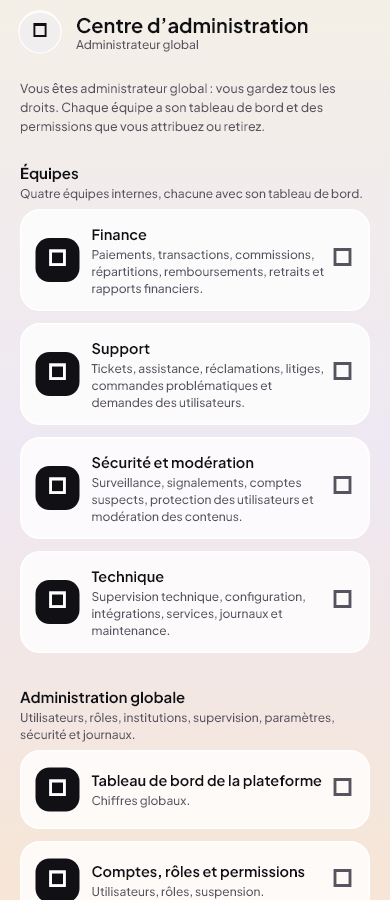 Centre d’administration
Administrateur global
Vous êtes administrateur global : vous gardez tous les
droits. Chaque équipe a son tableau de bord et des
permissions que vous attribuez ou retirez.
Équipes
Quatre équipes internes, chacune avec son tableau de bord.
Finance
Paiements, transactions, commissions,
répartitions, remboursements, retraits et
rapports financiers.
Support
Tickets, assistance, réclamations, litiges,
commandes problématiques et
demandes des utilisateurs.
Sécurité et modération
Surveillance, signalements, comptes
suspects, protection des utilisateurs et
modération des contenus.
Technique
Supervision technique, configuration,
intégrations, services, journaux et
maintenance.
Administration globale
Utilisateurs, rôles, institutions, supervision, paramètres,
sécurité et journaux.
Tableau de bord de la plateforme
Chiffres globaux.
Comptes, rôles et permissions
Utilisateurs, rôles, suspension.